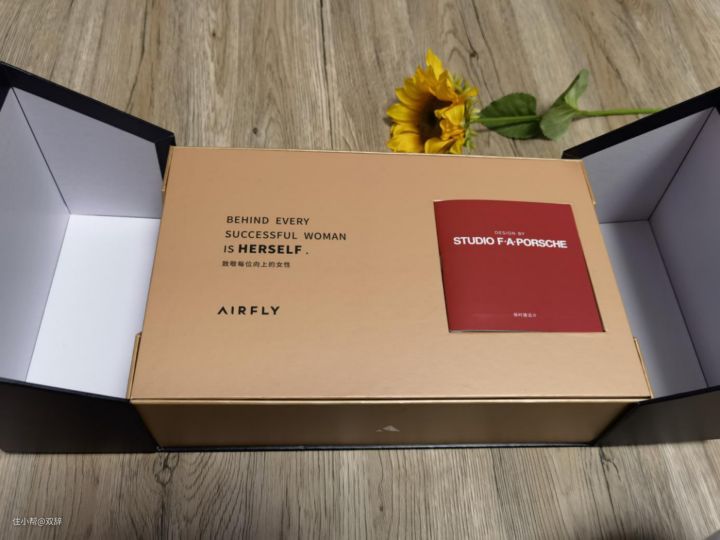 BEHIND EVERY
SUCCESSFUL WOMAN
IS HERSELF.
致敬每位向上的女性
AIRFLY
DESIGN BY
STUDIO F·A·PORSCHE
住小帮@双辞